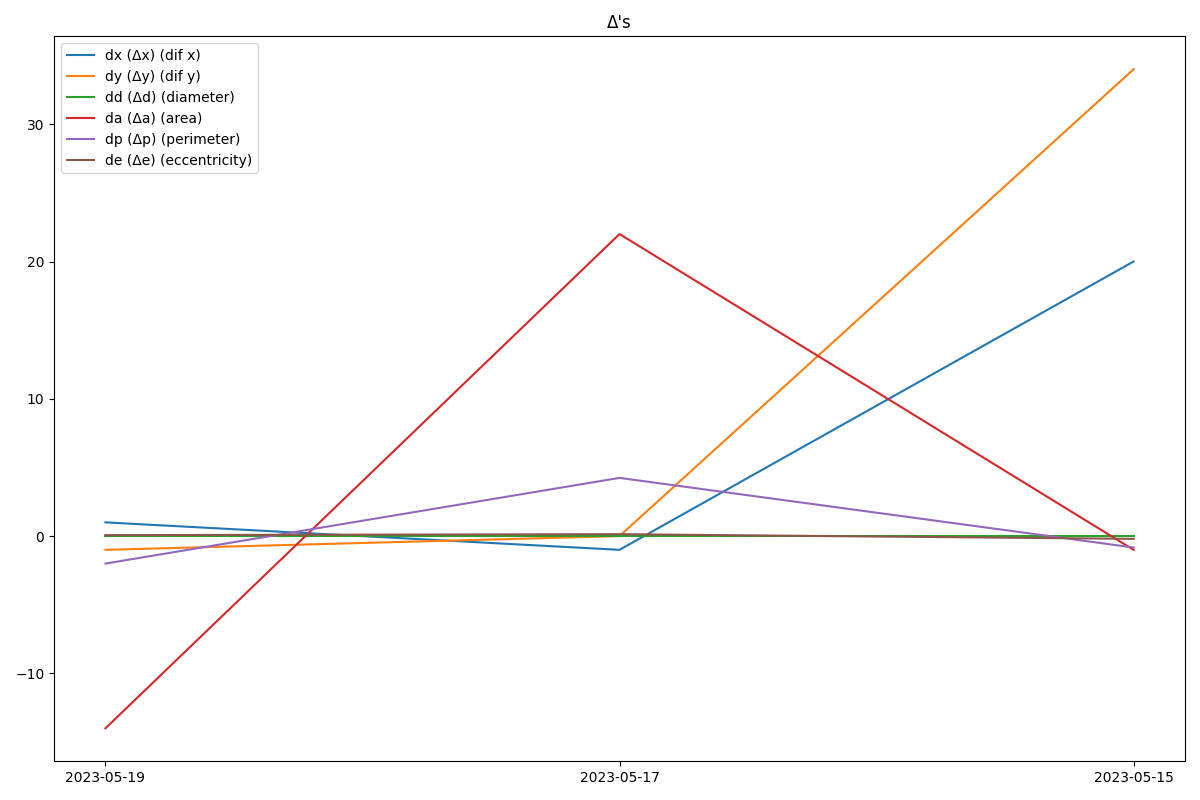 Δ's
dx (Δx) (dif x)
dy (Δy) (dif y)
dd (Δd) (diameter)
da (Δa) (area)
dp (Δp) (perimeter)
de (Δe) (eccentricity)
30
20
10
0
−10
2023-05-19 2023-05-17 2023-05-15